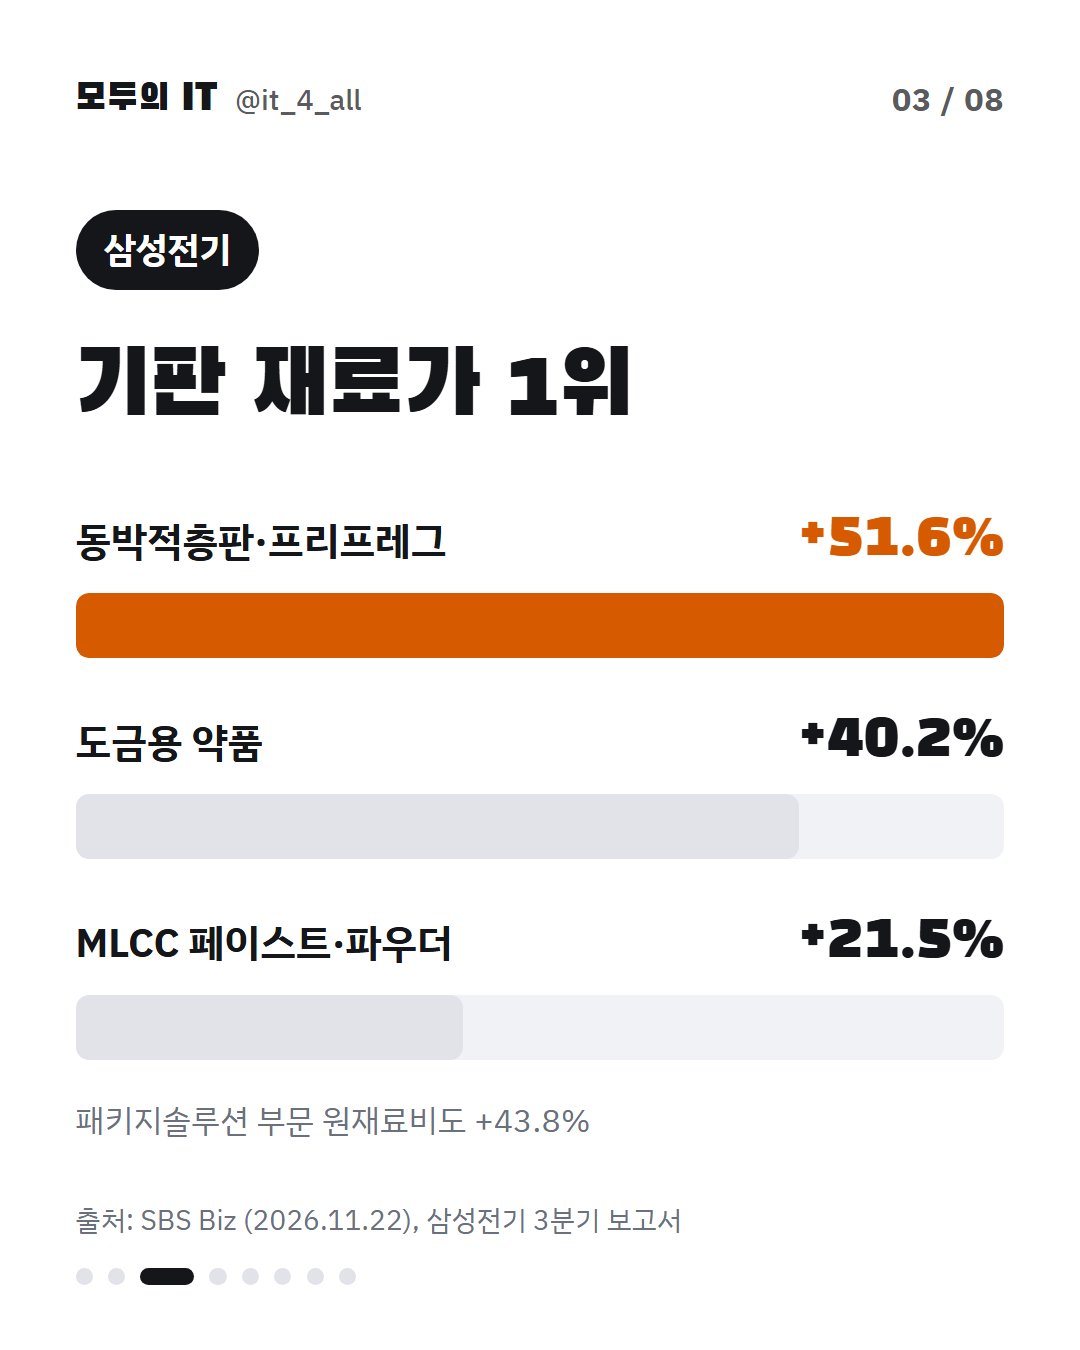 모두의 IT @it_4_all
03 / 08
삼성전기
기판 재료가 1위
동박적층판·프리프레그 +51.6%
도금용 약품 +40.2%
MLCC 페이스트·파우더 +21.5%
패키지솔루션 부문 원재료비도 +43.8%
출처: SBS Biz (2026.11.22), 삼성전기 3분기 보고서